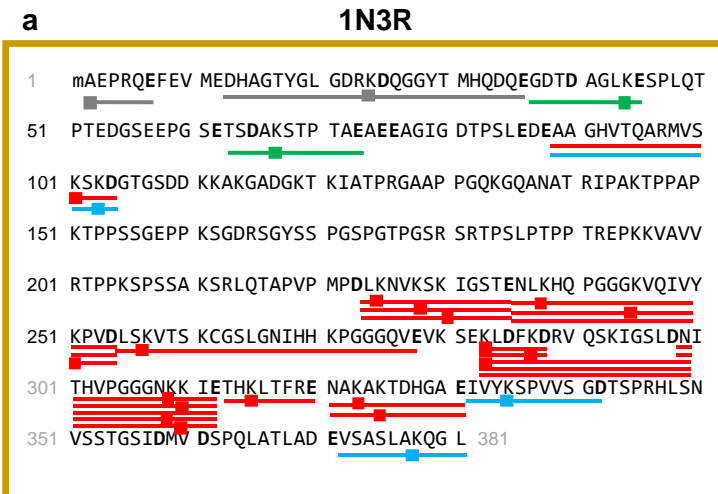 a 1N3R
1 mAEPRQEFEV MEDHAGTYGLG DRKDQGGYT MHQDQEGDTD AGLKESPLQT
51 PTEDGSEEPG SETSDAKSTP TAEAEEAGIG DTPSLEDEAA GHVTQARMVS
101 KSKDGTGSDD KKAKGADGKT KIATPRGAAP PGQKGQANAT RIPAKTPPAP
151 KTPPSSGEPP KSGDRSGYSS PGSPGTPGSR SRTPSLPTPP TREPKKVAVV
201 RTPPKSPSSA KSRLQTAPVP MPDLKNVKSK IGSTENLKHQ PGGGKVQIVY
251 KPVDLSKVTS KCGSLGNIHH KPGGGQVEVK SEKLDFKDRV QSKIGSLDNI
301 THVPGGGNKK IETHKLTFRE NAKAKTDHGA EIVYKSPVVS GDTSPRHLSN
351 VSSTGSIDMV DSPQLATLAD EVSASLAKQG L 381